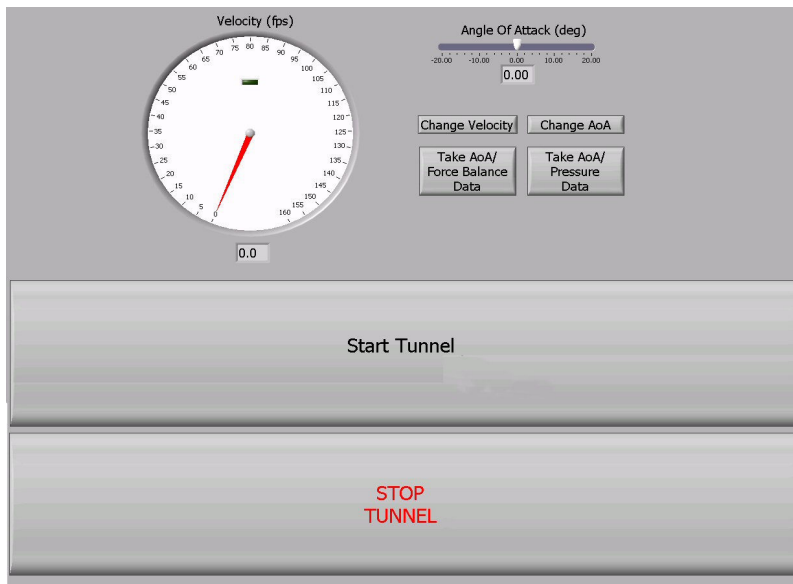 Velocity (fps)
0
5
10
15
20
25
30
35
40
45
50
55
60
65
70
75
80
85
90
95
100
105
110
115
120
125
130
135
140
145
150
155
160
0.0
Angle Of Attack (deg)
-20.00 -10.00 0.00 10.00 20.00
0.00
Change Velocity Change AoA
Take AoA/
Force Balance
Data
Take AoA/
Pressure
Data
Start Tunnel
STOP
TUNNEL